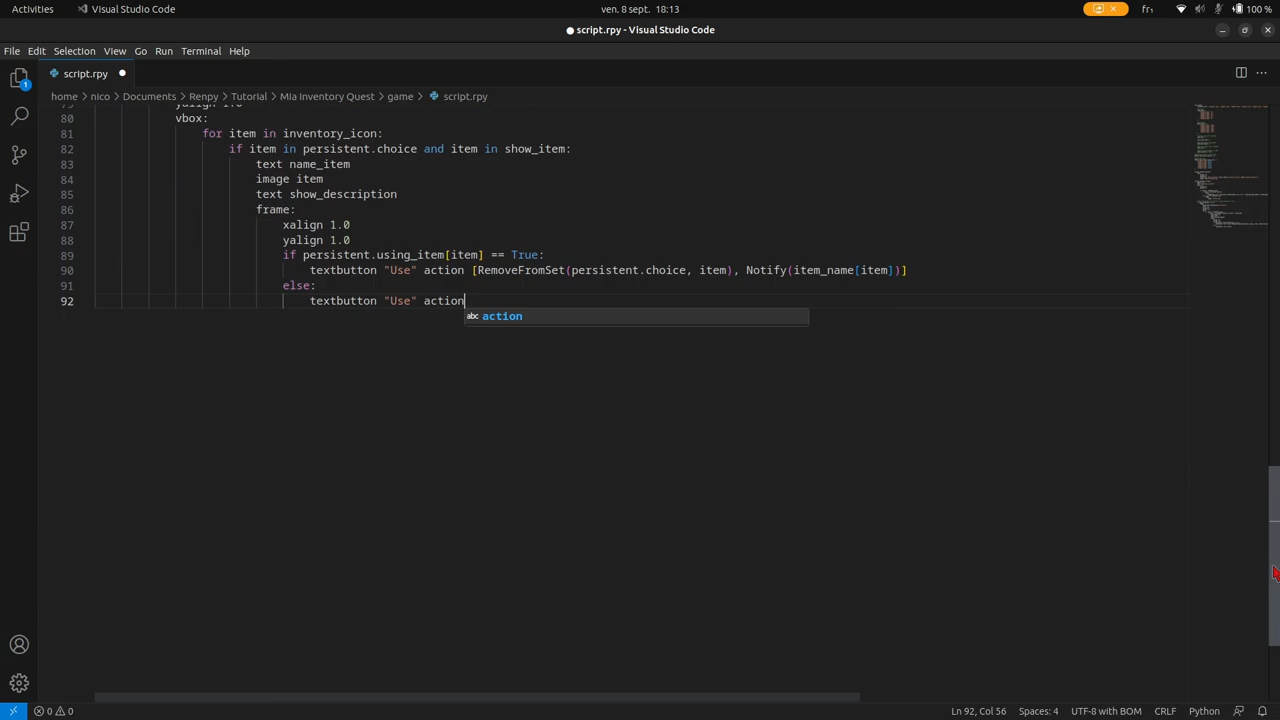 Activities Visual Studio Code ven. 8 sept. 18:13 fr₁ 100 %
script.rpy - Visual Studio Code
File Edit Selection View Go Run Terminal Help
script.rpy
home > nico > Documents > Renpy > Tutorial > Mia Inventory Quest > game > script.rpy
80 vbox:
81 for item in inventory_icon:
82 if item in persistent.choice and item in show_item:
83 text name_item
84 image item
85 text show_description
86 frame:
87 xalign 1.0
88 yalign 1.0
89 if persistent.using_item[item] == True:
90 textbutton "Use" action [RemoveFromSet(persistent.choice, item), Notify(item_name[item])]
91 else:
92 textbutton "Use" action
abc action
1
0 0 Ln 92, Col 56 Spaces: 4 UTF-8 with BOM CRLF Python